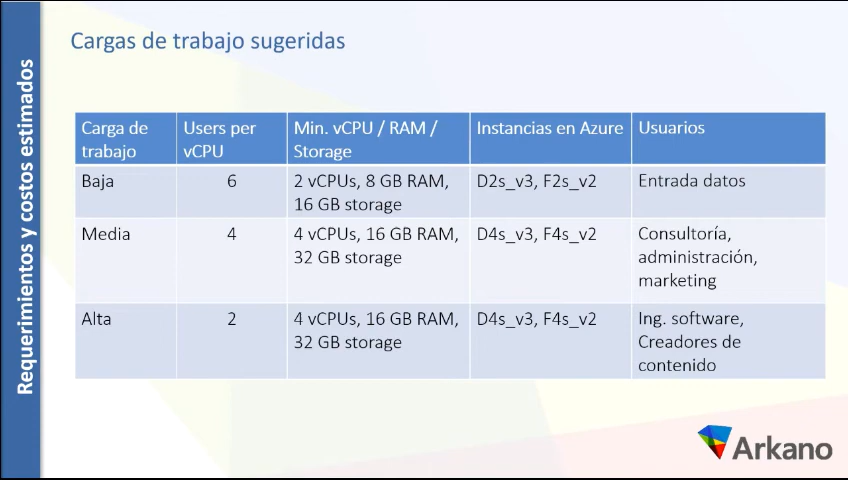 Requerimientos y costos estimados
Cargas de trabajo sugeridas
Carga de trabajo
Users per vCPU
Min. vCPU / RAM / Storage
Instancias en Azure
Usuarios
Baja
6
2 vCPUs, 8 GB RAM,
16 GB storage
D2s_v3, F2s_v2
Entrada datos
Media
4
4 vCPUs, 16 GB RAM,
32 GB storage
D4s_v3, F4s_v2
Consultoría,
administración,
marketing
Alta
2
4 vCPUs, 16 GB RAM,
32 GB storage
D4s_v3, F4s_v2
Ing. software,
Creadores de
contenido
Arkano